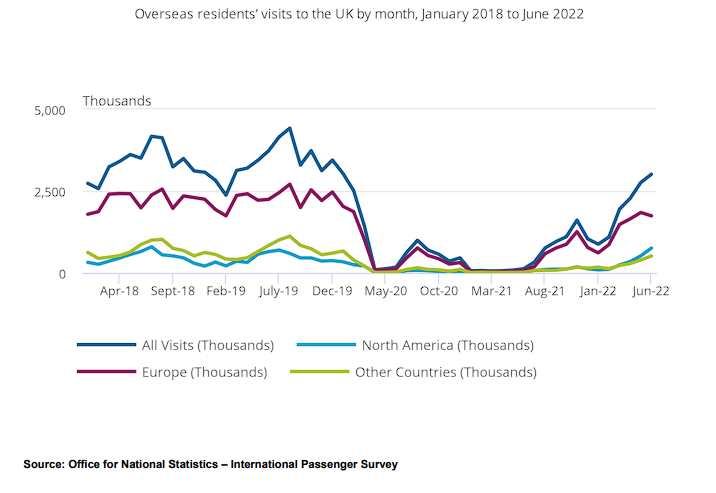 Overseas residents’ visits to the UK by month, January 2018 to June 2022
Thousands
5,000
2,500
0
Apr-18 Sept-18 Feb-19 July-19 Dec-19 May-20 Oct-20 Mar-21 Aug-21 Jan-22 Jun-22
All Visits (Thousands) North America (Thousands)
Europe (Thousands) Other Countries (Thousands)
Source: Office for National Statistics – International Passenger Survey